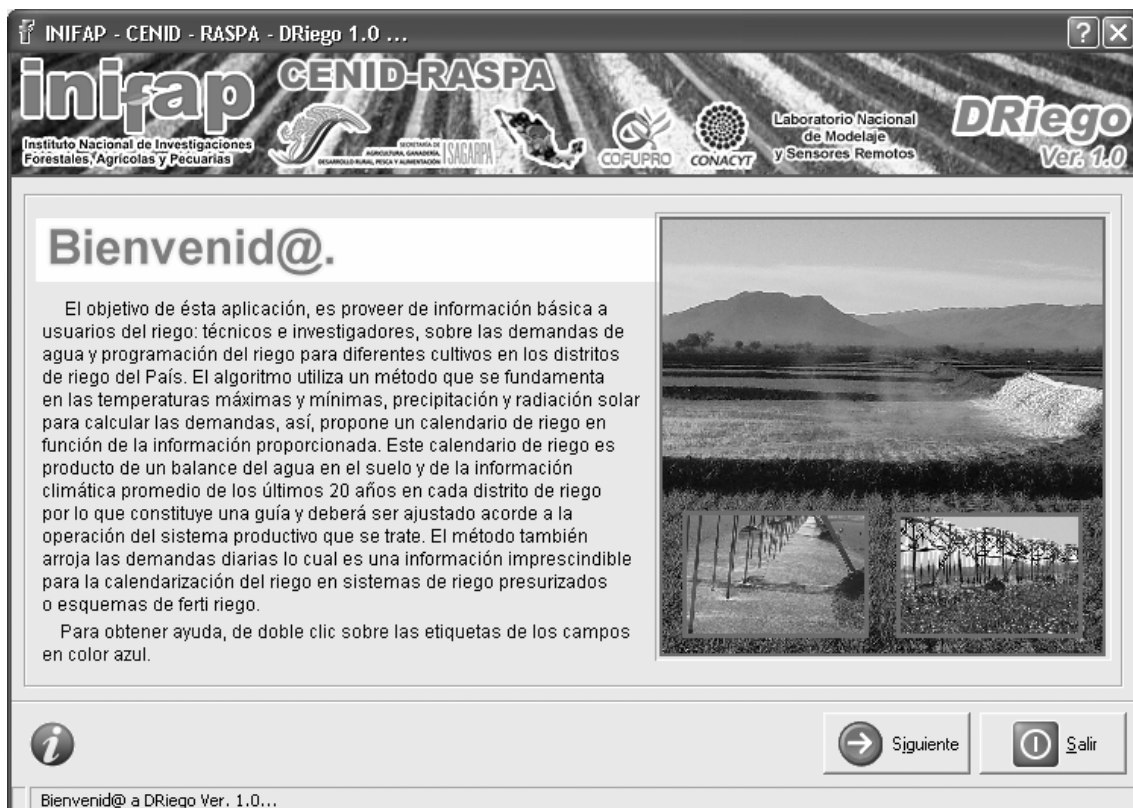 INIFAP - CENID - RASPA - DRiego 1.0 ...
inifap
Instituto Nacional de Investigaciones
Forestales, Agrícolas y Pecuarias
CENID-RASPA
SECRETARÍA DE
AGRICULTURA, GANADERÍA,
DESARROLLO RURAL, PESCA Y ALIMENTACIÓN
SAGARPA
COFUPRO
CONACYT
Laboratorio Nacional
de Modelaje
y Sensores Remotos
DRiego
Ver. 1.0
Bienvenid@.
El objetivo de ésta aplicación, es proveer de información básica a
usuarios del riego: técnicos e investigadores, sobre las demandas de
agua y programación del riego para diferentes cultivos en los distritos
de riego del País. El algoritmo utiliza un método que se fundamenta
en las temperaturas máximas y mínimas, precipitación y radiación solar
para calcular las demandas, así, propone un calendario de riego en
función de la información proporcionada. Este calendario de riego es
producto de un balance del agua en el suelo y de la información
climática promedio de los últimos 20 años en cada distrito de riego
por lo que constituye una guía y deberá ser ajustado acorde a la
operación del sistema productivo que se trate. El método también
arroja las demandas diarias lo cual es una información imprescindible
para la calendarización del riego en sistemas de riego presurizados
o esquemas de ferti riego.
Para obtener ayuda, de doble clic sobre las etiquetas de los campos
en color azul.
Siguiente
Salir
Bienvenid@ a DRiego Ver. 1.0...